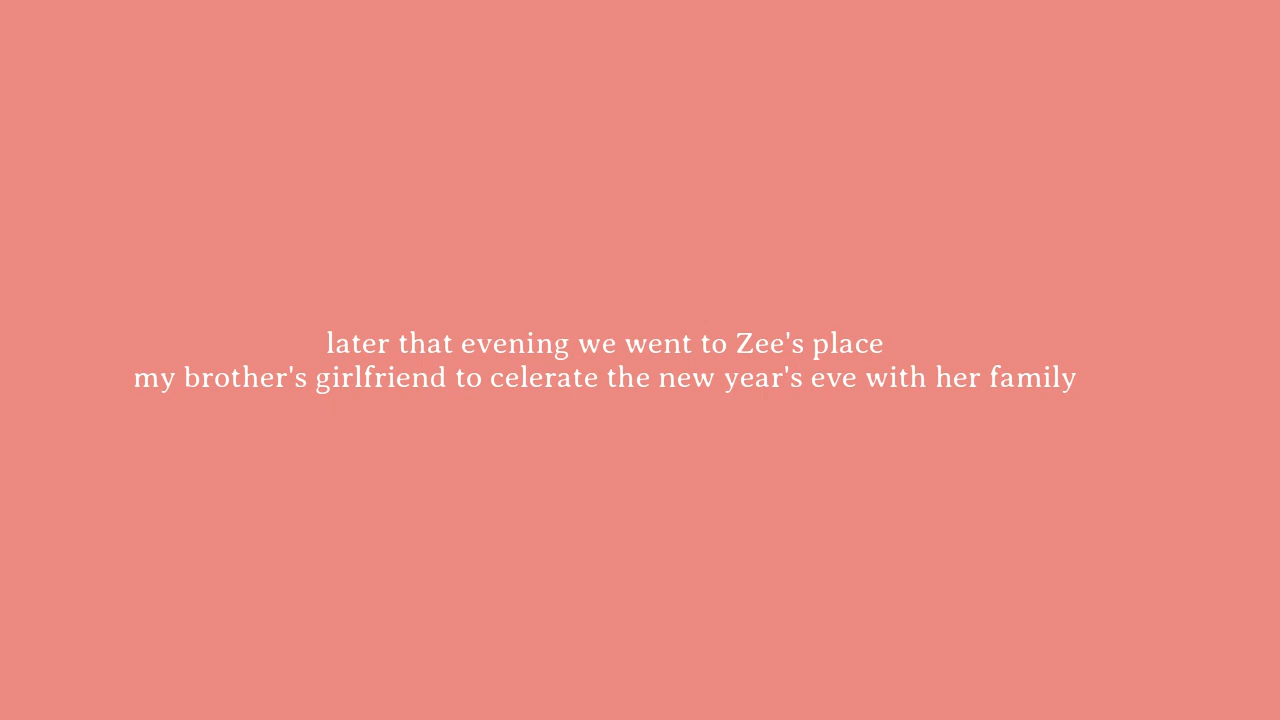 later that evening we went to Zee's place
my brother's girlfriend to celerate the new year's eve with her family